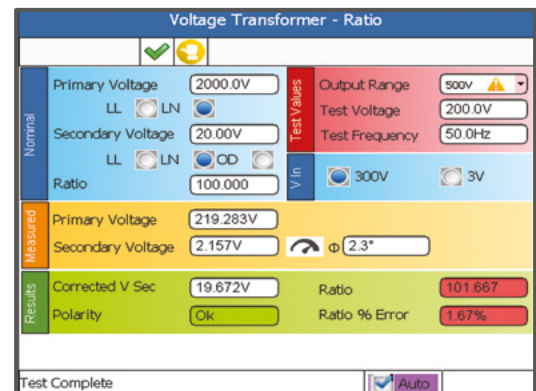 Voltage Transformer - Ratio
Nominal
Primary Voltage 2000.0V
LL LN
Secondary Voltage 20.00V
LL LN OD
Ratio 100.000
Test Values
Output Range 500V
Test Voltage 200.0V
Test Frequency 50.0Hz
V In
300V 3V
Measured
Primary Voltage 219.283V
Secondary Voltage 2.157V Φ 2.3°
Results
Corrected V Sec 19.672V Ratio 101.667
Polarity Ok Ratio % Error 1.67%
Test Complete Auto